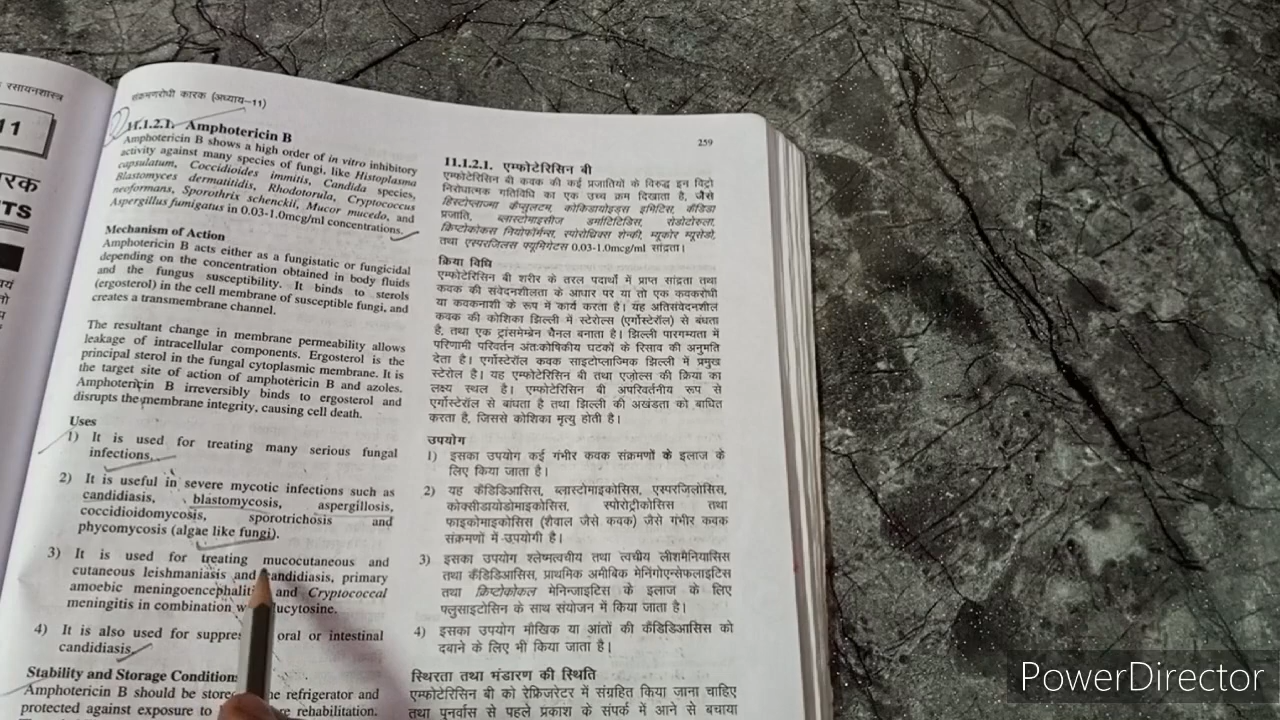 रसायनशास्त्र
11
रक
TS
संक्रमणरोधी कारक (अध्याय–11)
259
11.1.2.1. Amphotericin B
Amphotericin B shows a high order of in vitro inhibitory
activity against many species of fungi, like Histoplasma
capsulatum, Coccidioides immitis, Candida species,
Blastomyces dermatitidis, Rhodotorula, Cryptococcus
neoformans, Sporothrix schenckii, Mucor mucedo, and
Aspergillus fumigatus in 0.03-1.0mcg/ml concentrations.
Mechanism of Action
Amphotericin B acts either as a fungistatic or fungicidal
depending on the concentration obtained in body fluids
and the fungus susceptibility. It binds to sterols
(ergosterol) in the cell membrane of susceptible fungi, and
creates a transmembrane channel.
The resultant change in membrane permeability allows
leakage of intracellular components. Ergosterol is the
principal sterol in the fungal cytoplasmic membrane. It is
the target site of action of amphotericin B and azoles.
Amphotericin B irreversibly binds to ergosterol and
disrupts the membrane integrity, causing cell death.
Uses
1) It is used for treating many serious fungal
infections.
2) It is useful in severe mycotic infections such as
candidiasis, blastomycosis, aspergillosis,
coccidioidomycosis, sporotrichosis and
phycomycosis (algae like fungi).
3) It is used for treating mucocutaneous and
cutaneous leishmaniasis and candidiasis, primary
amoebic meningoencephalit and Cryptococcal
meningitis in combination w ucytosine.
4) It is also used for suppres oral or intestinal
candidiasis.
Stability and Storage Condition
Amphotericin B should be store he refrigerator and
protected against exposure to re rehabilitation.
11.1.2.1. एम्फोटेरिसिन बी
एम्फोटेरिसिन बी कवक की कई प्रजातियों के विरुद्ध इन विट्रो
निरोधात्मक गतिविधि का एक उच्च क्रम दिखाता है, जैसे
हिस्टोप्लाज्मा कैप्सुलटम, कोकिडायोइड्स इमिटिस, कैंडिडा
प्रजाति, ब्लास्टोमाइसीज डर्माटिटिडिस, रोडोटोरुला,
क्रिप्टोकोकस नियोफॉर्मन्स, स्पोरोथ्रिक्स शेन्की, म्यूकोर म्यूसेडो,
तथा एस्परजिलस फ्यूमिगेटस 0.03-1.0mcg/ml सांद्रता।
क्रिया विधि
एम्फोटेरिसिन बी शरीर के तरल पदार्थों में प्राप्त सांद्रता तथा
कवक की संवेदनशीलता के आधार पर या तो एक कवकरोधी
या कवकनाशी के रूप में कार्य करता है। यह अतिसंवेदनशील
कवक की कोशिका झिल्ली में स्टेरोल्स (एर्गोस्टेरॉल) से बंधता
है, तथा एक ट्रांसमेम्ब्रेन चैनल बनाता है। झिल्ली पारगम्यता में
परिणामी परिवर्तन अंतःकोषिकीय घटकों के रिसाव की अनुमति
देता है। एर्गोस्टेरॉल कवक साइटोप्लाज्मिक झिल्ली में प्रमुख
स्टेरोल है। यह एम्फोटेरिसिन बी तथा एजोल्स की क्रिया का
लक्ष्य स्थल है। एम्फोटेरिसिन बी अपरिवर्तनीय रूप से
एर्गोस्टेरॉल से बांधता है तथा झिल्ली की अखंडता को बाधित
करता है, जिससे कोशिका मृत्यु होती है।
उपयोग
1) इसका उपयोग कई गंभीर कवक संक्रमणों के इलाज के
लिए किया जाता है।
2) यह कैंडिडिआसिस, ब्लास्टोमाइकोसिस, एस्परजिलोसिस,
कोक्सीडायोडोमाइकोसिस, स्पोरोट्रीकोसिस तथा
फाइकोमाइकोसिस (शैवाल जैसे कवक) जैसे गंभीर कवक
संक्रमणों में उपयोगी है।
3) इसका उपयोग श्लेष्मत्वचीय तथा त्वचीय लीशमैनियासिस
तथा कैंडिडिआसिस, प्राथमिक अमीबिक मेनिंगोएन्सेफलाइटिस
तथा क्रिप्टोकोकल मेनिन्जाइटिस के इलाज के लिए
फ्लुसाइटोसिन के साथ संयोजन में किया जाता है।
4) इसका उपयोग मौखिक या आंतों की कैंडिडिआसिस को
दबाने के लिए भी किया जाता है।
स्थिरता तथा भंडारण की स्थिति
एम्फोटेरिसिन बी को रेफ्रिजरेटर में संग्रहित किया जाना चाहिए
तथा पुनर्वास से पहले प्रकाश के संपर्क में आने से बचाया
PowerDirector